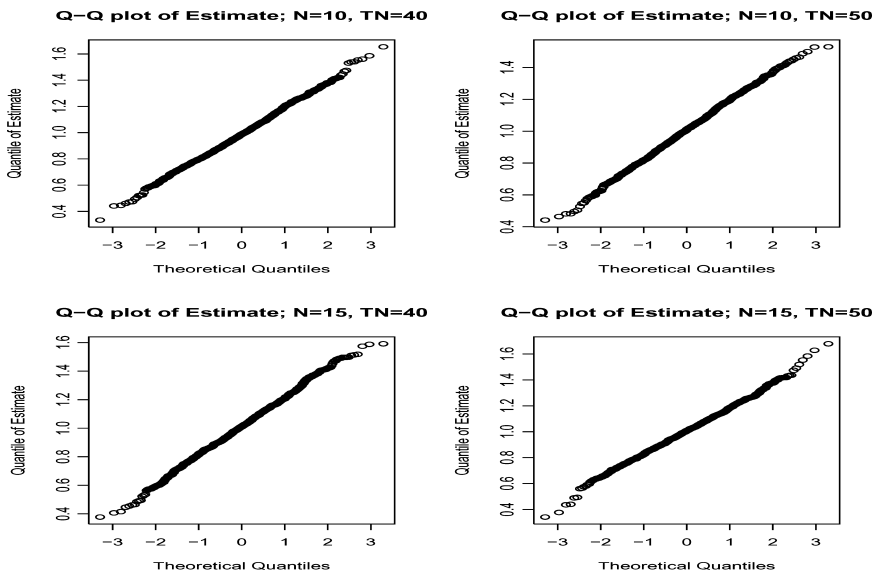 Q−Q plot of Estimate; N=10, TN=40
Quantile of Estimate
1.6
1.4
1.2
1.0
0.8
0.6
0.4
−3 −2 −1 0 1 2 3
Theoretical Quantiles
Q−Q plot of Estimate; N=10, TN=50
Quantile of Estimate
1.4
1.2
1.0
0.8
0.6
0.4
−3 −2 −1 0 1 2 3
Theoretical Quantiles
Q−Q plot of Estimate; N=15, TN=40
Quantile of Estimate
1.6
1.4
1.2
1.0
0.8
0.6
0.4
−3 −2 −1 0 1 2 3
Theoretical Quantiles
Q−Q plot of Estimate; N=15, TN=50
Quantile of Estimate
1.6
1.4
1.2
1.0
0.8
0.6
0.4
−3 −2 −1 0 1 2 3
Theoretical Quantiles